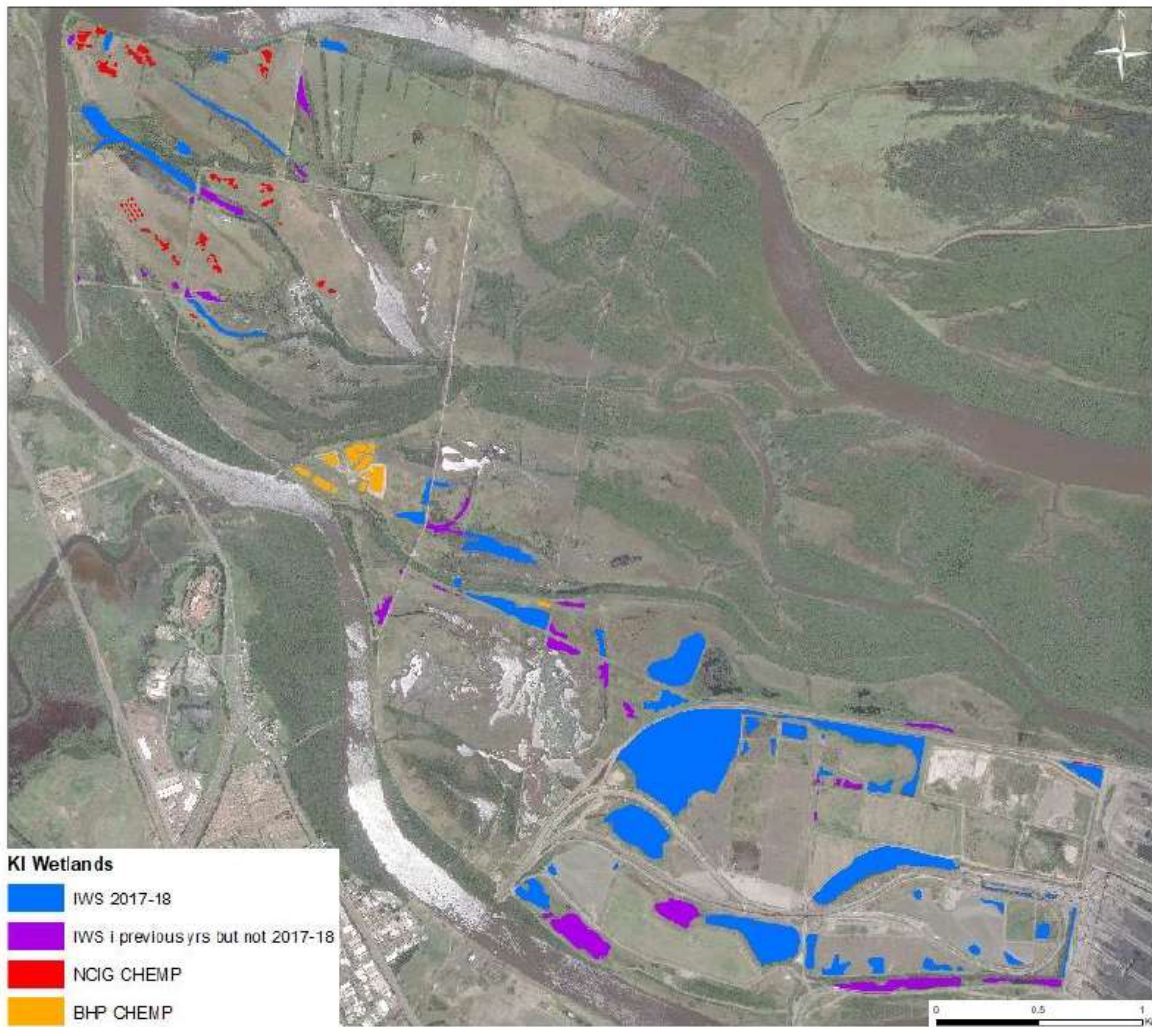 N
KI Wetlands
IWS 2017-18
IWS i previous yrs but not 2017-18
NCIG CHEMP
BHP CHEMP
0 0.5 1
K